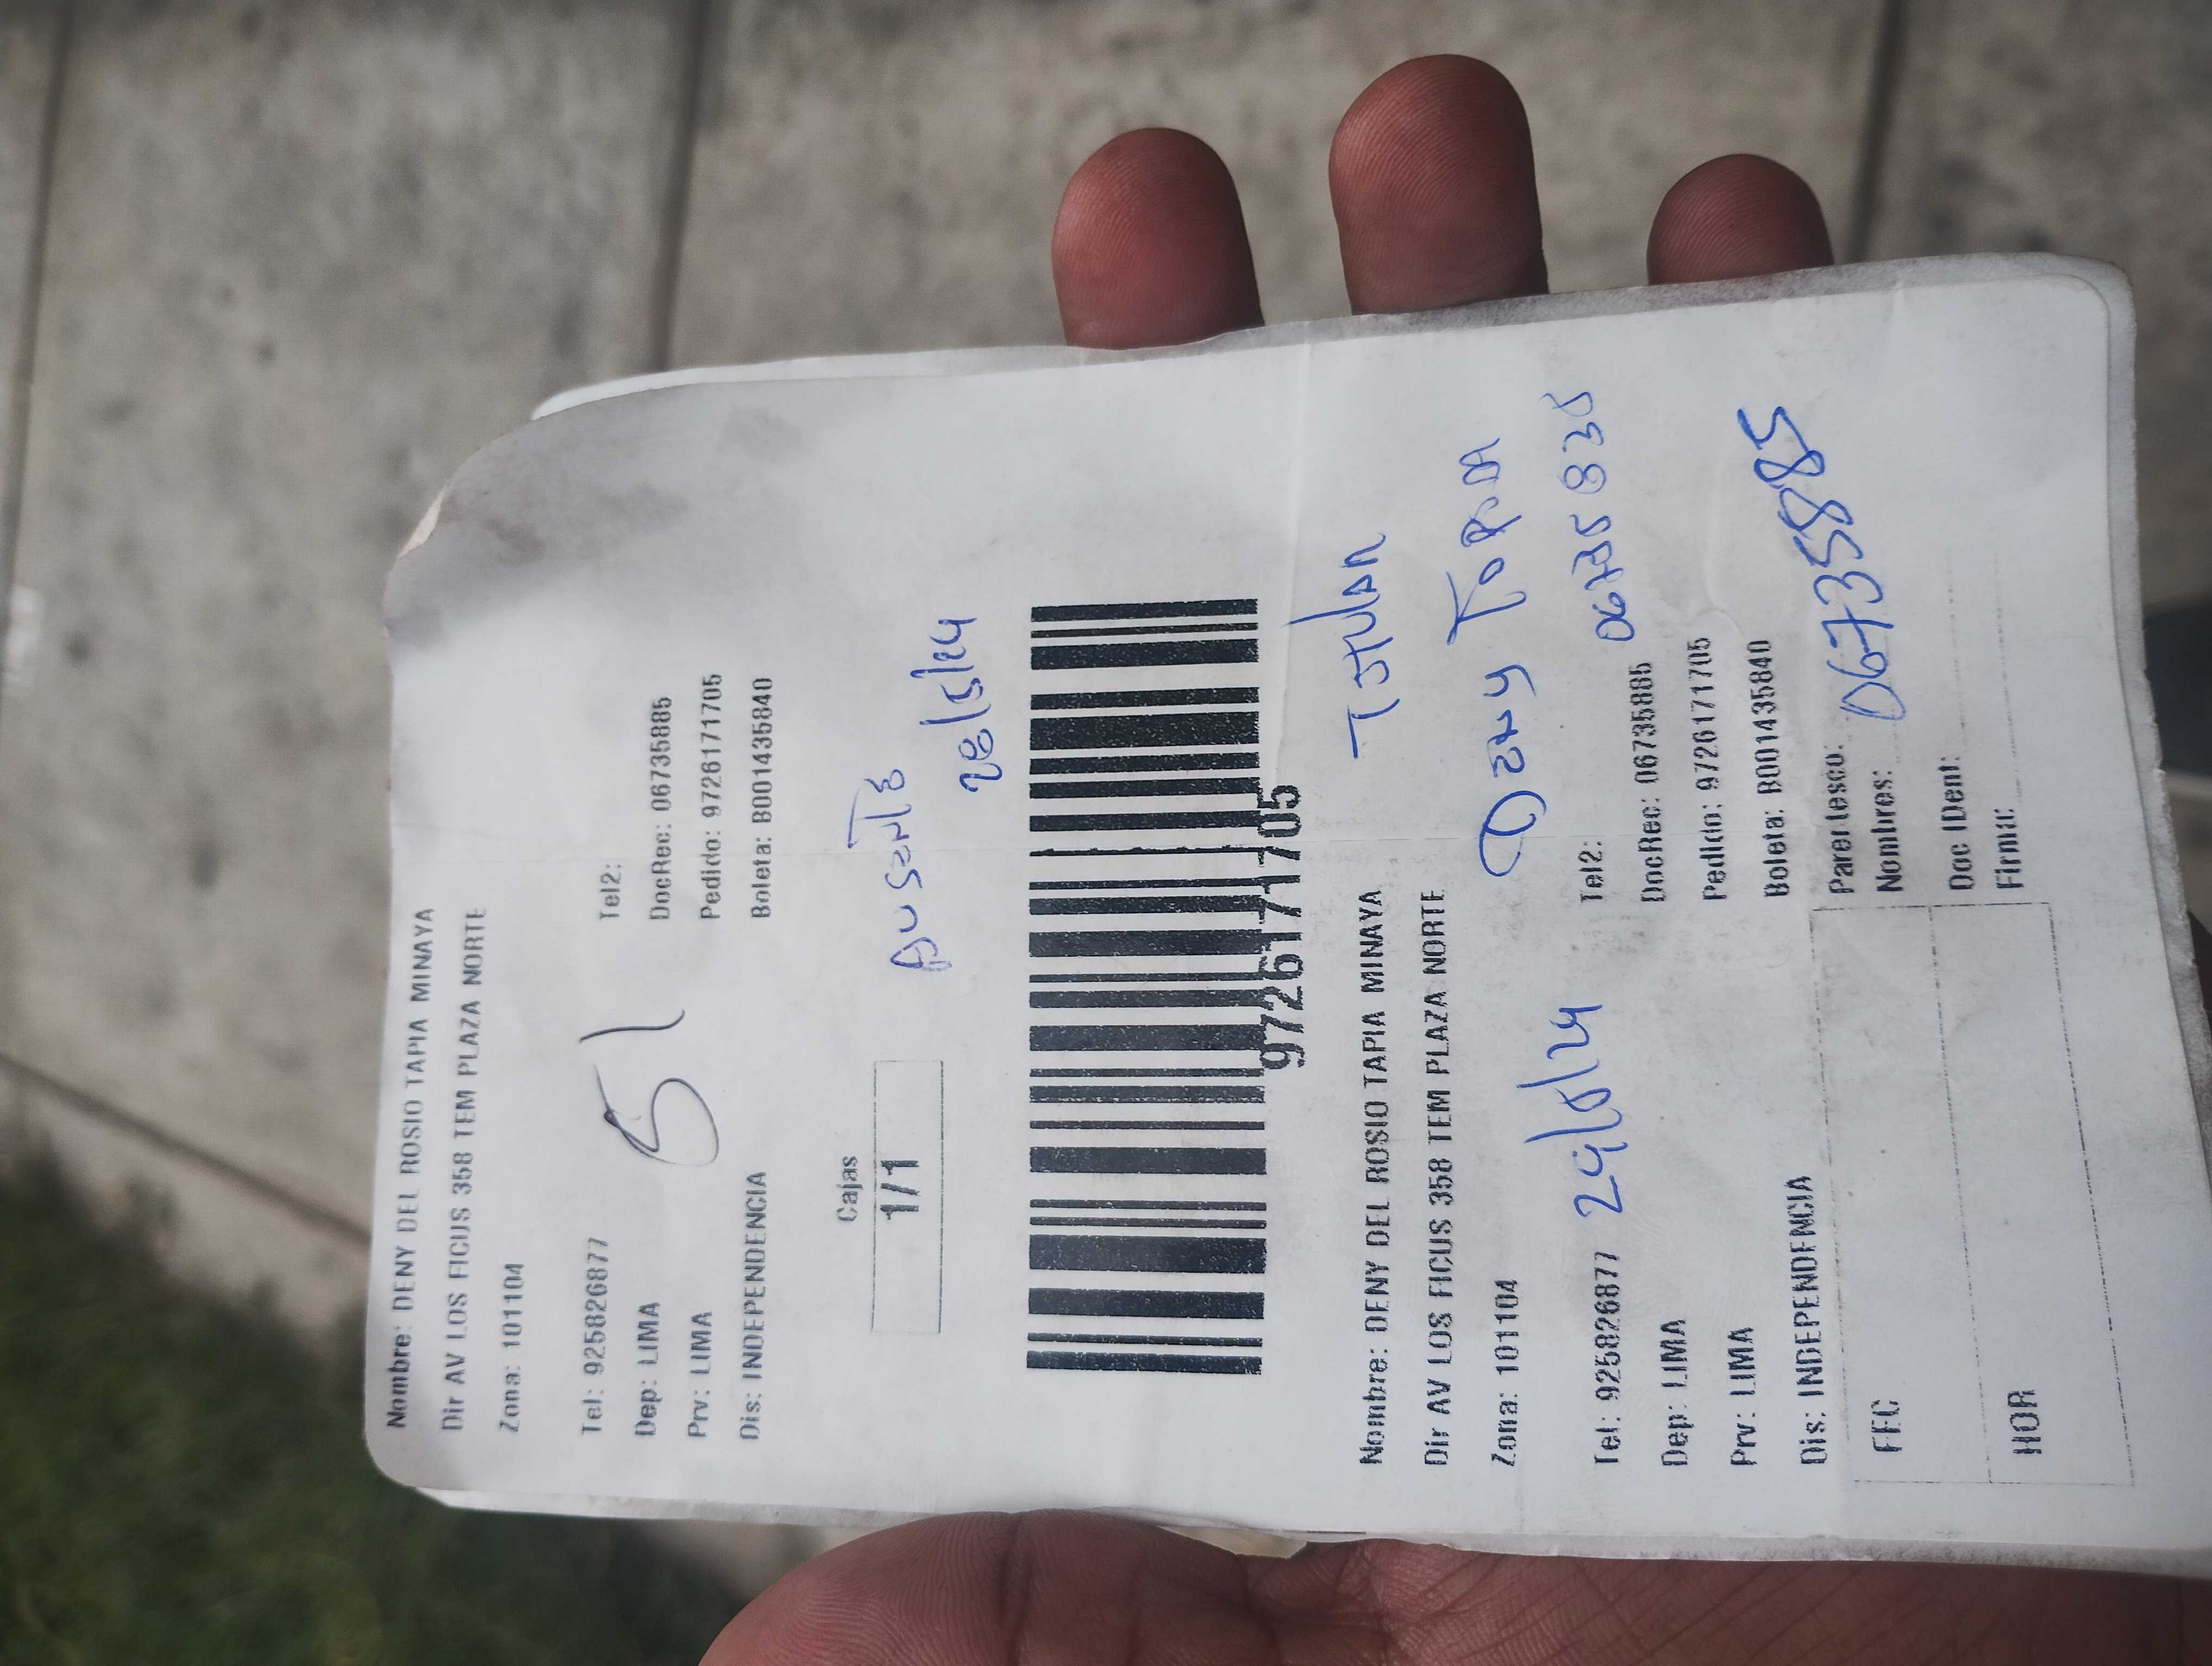 Nombre: DENY DEL ROSIO TAPIA MINAYA
Dir AV LOS FICUS 358 TEM PLAZA NORTE
Zona: 101104
Tel: 925826877 Tel2:
Dep: LIMA DocRec: 06735885
Prv: LIMA Pedido: 9726171705
Dis: INDEPENDENCIA Boleta: B001435840
51
Cajas
1/1
AUSENTE
28/5/24
9726171705
Nombre: DENY DEL ROSIO TAPIA MINAYA
TITULAR
Dir AV LOS FICUS 358 TEM PLAZA NORTE
Deny Tapia
Zona: 101104
29/5/24
Tel: 925826877 Tel2:
Dep: LIMA DocRec: 06735885
Prv: LIMA Pedido: 9726171705
Dis: INDEPENDENCIA Boleta: B001435840
FEC Parentesco:
Nombres: 06735885
HOR Doc IDent:
Firma: